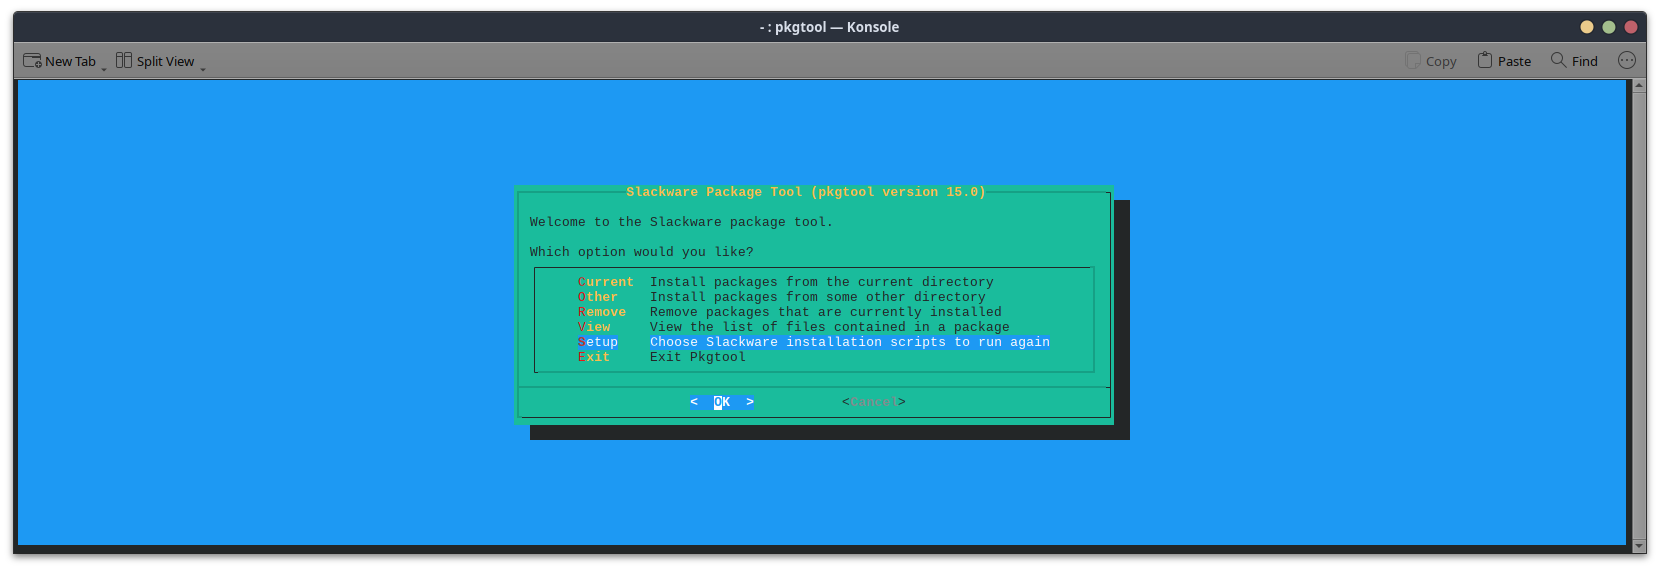 - : pkgtool — Konsole
New Tab Split View Copy Paste Find
Slackware Package Tool (pkgtool version 15.0)
Welcome to the Slackware package tool.
Which option would you like?
Current Install packages from the current directory
Other Install packages from some other directory
Remove Remove packages that are currently installed
View View the list of files contained in a package
Setup Choose Slackware installation scripts to run again
Exit Exit Pkgtool
< OK > <Cancel>